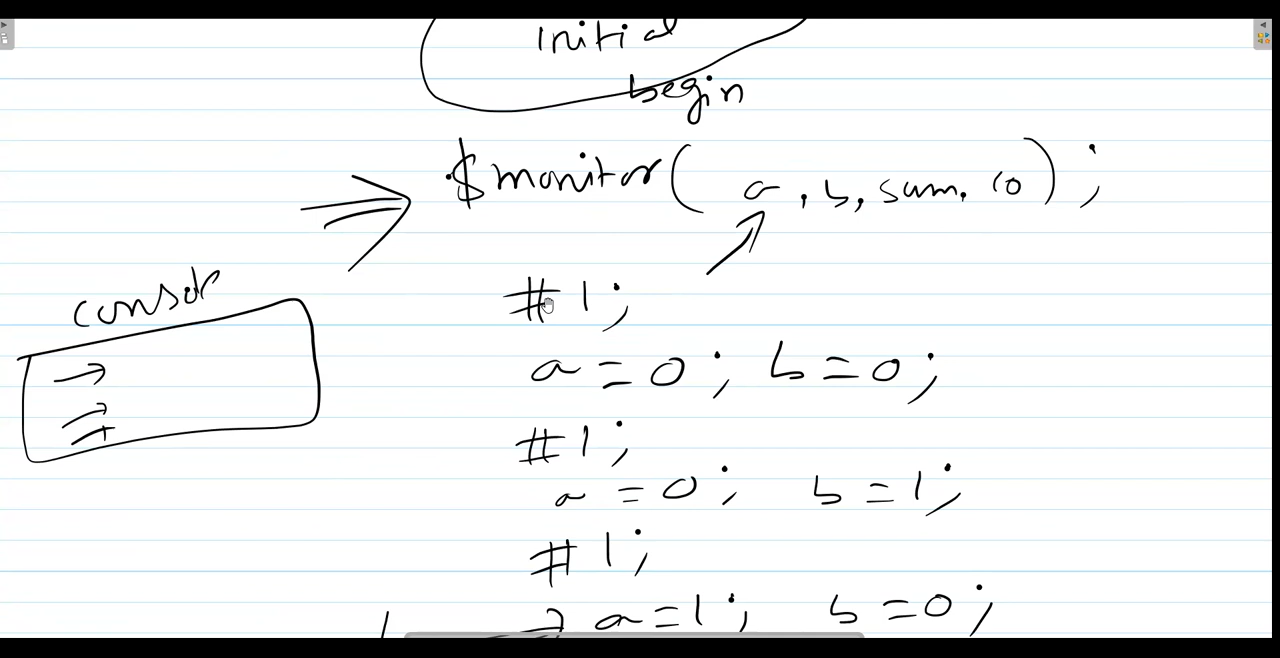 initial
begin
$monitor( a, b, sum, co );
#1;
console
a = 0; b = 0;
#1;
a = 0; b = 1;
#1;
a = 1; b = 0;